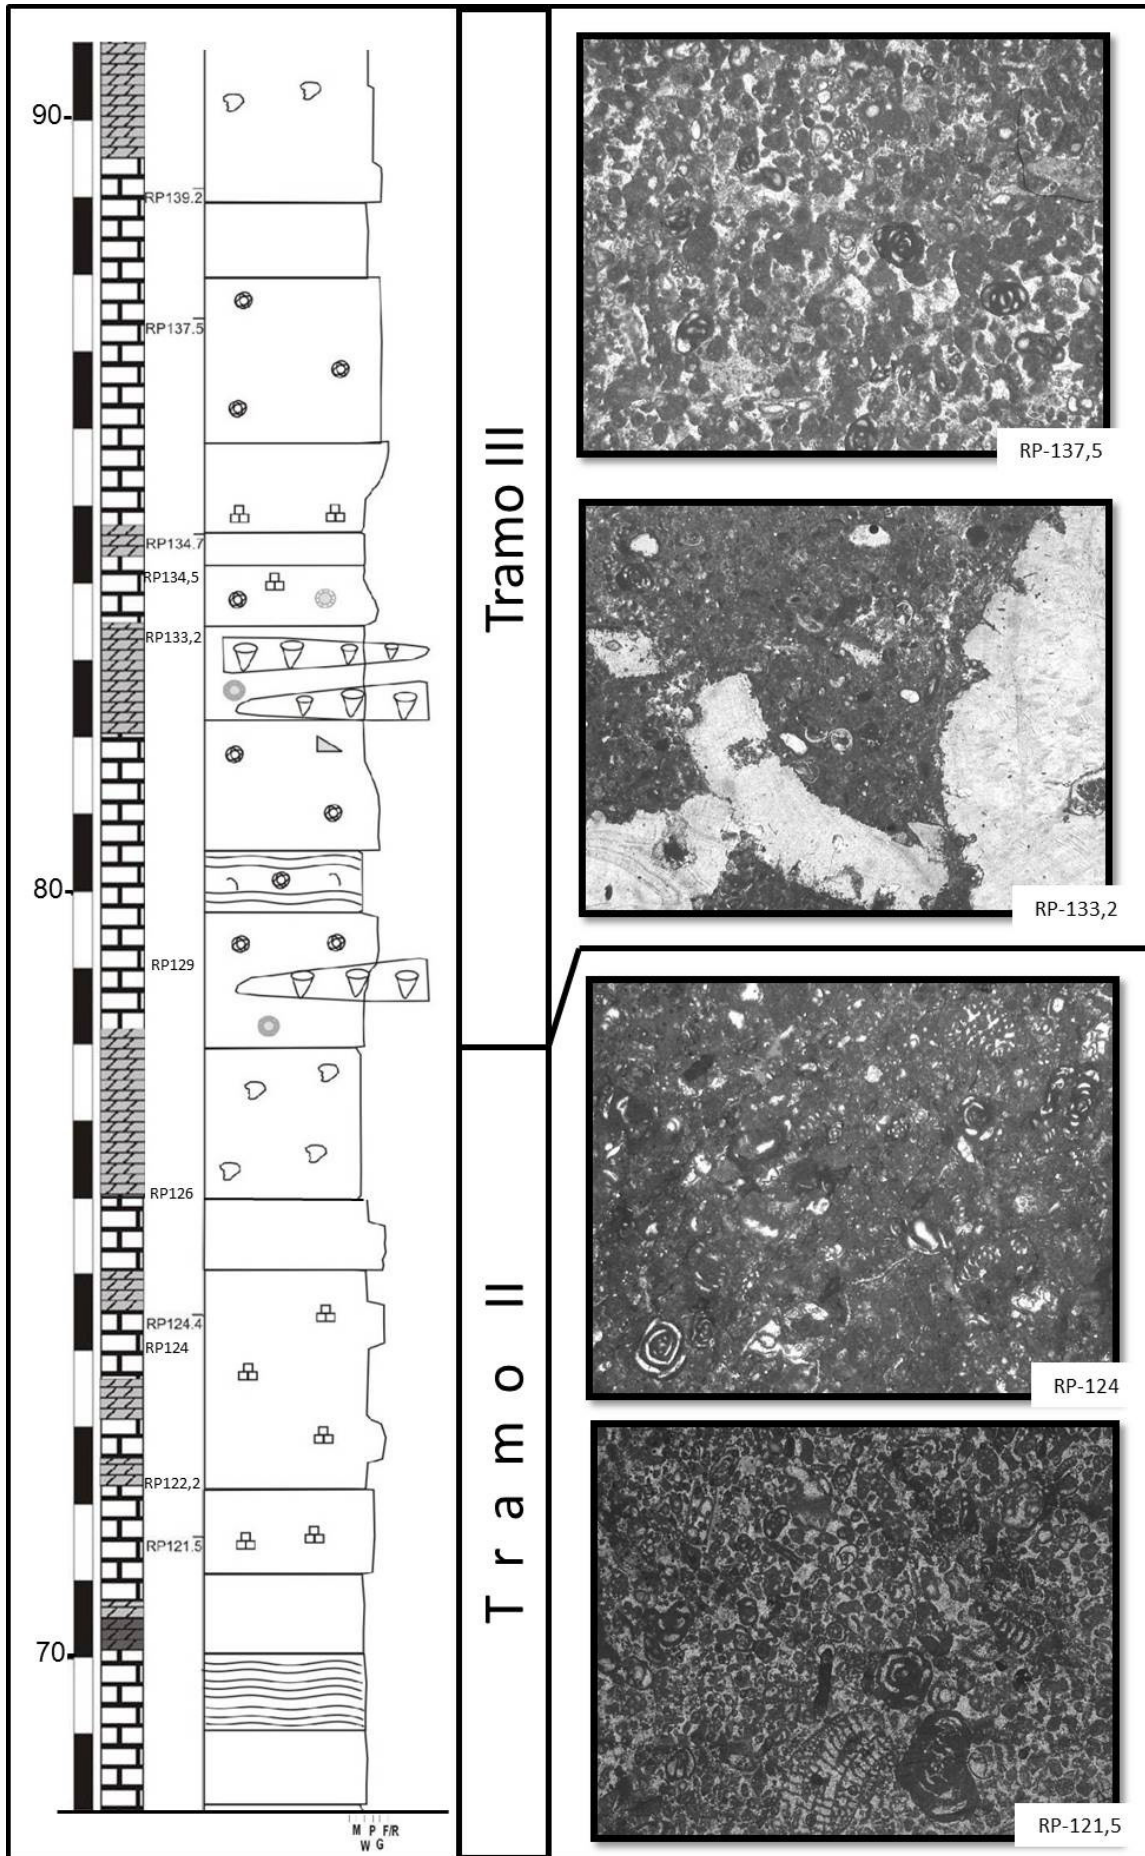 90
RP139.2
RP137.5
RP134.7
RP134,5
RP133,2
80
RP129
RP126
RP124.4
RP124
RP122,2
RP121.5
70
M P F/R
W G
Tramo III
Tramo II
RP-137,5
RP-133,2
RP-124
RP-121,5